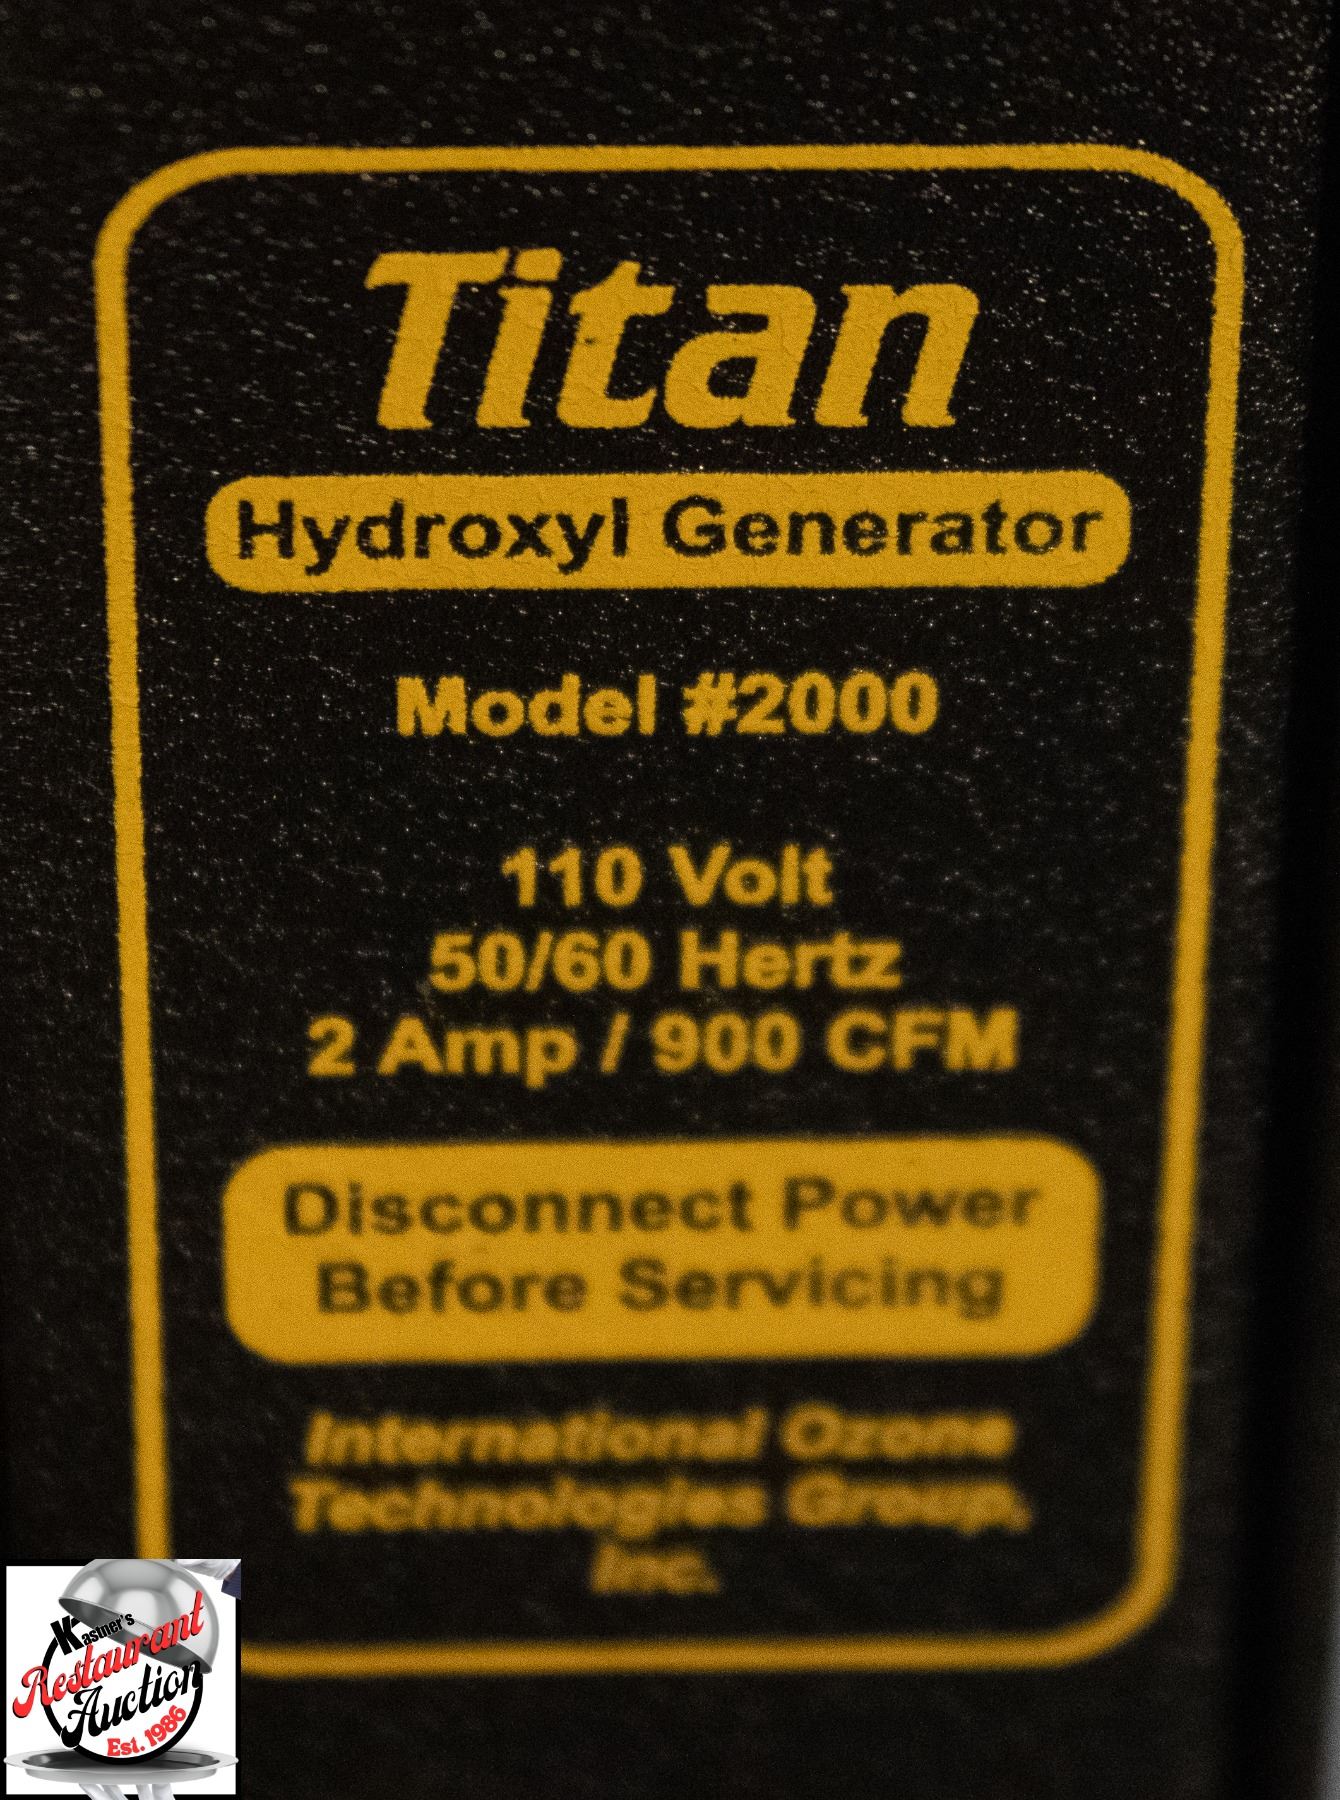 Titan
Hydroxyl Generator
Model #2000
110 Volt
50/60 Hertz
2 Amp / 900 CFM
Disconnect Power
Before Servicing
International Ozone
Technologies Group,
Inc.
Kastner's
Restaurant
Auction
Est. 1986